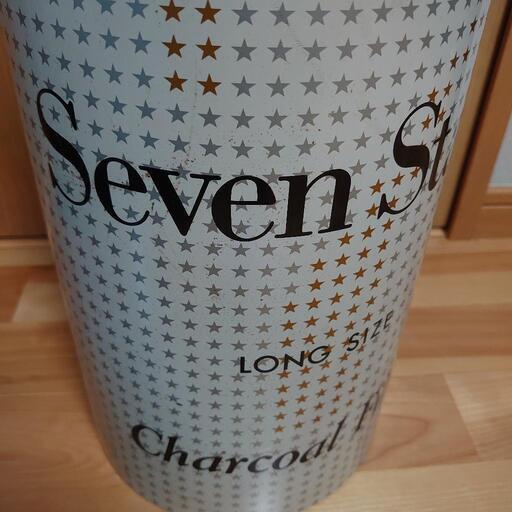 Seven St
LONG SIZE
Charcoal F